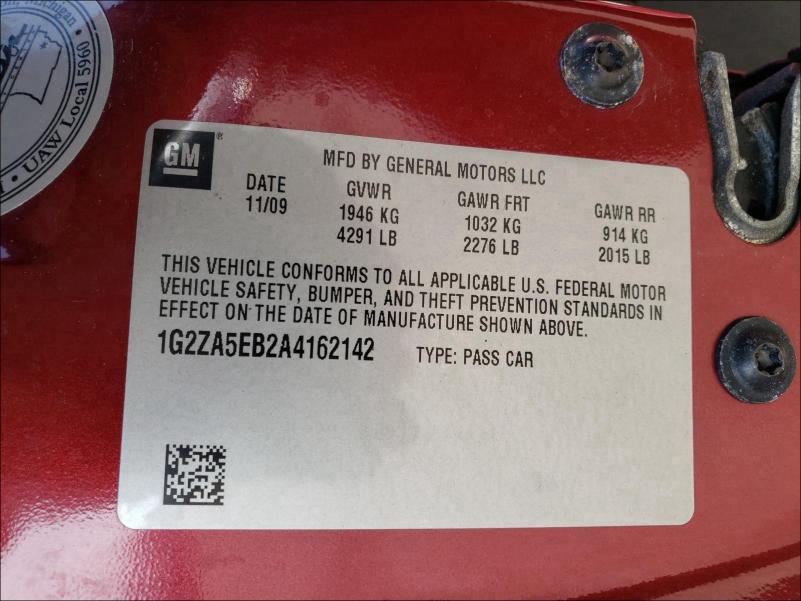 Michigan
UAW Local 5960
GM
®
MFD BY GENERAL MOTORS LLC
DATE GVWR GAWR FRT GAWR RR
11/09 1946 KG 1032 KG 914 KG
4291 LB 2276 LB 2015 LB
THIS VEHICLE CONFORMS TO ALL APPLICABLE U.S. FEDERAL MOTOR
VEHICLE SAFETY, BUMPER, AND THEFT PREVENTION STANDARDS IN
EFFECT ON THE DATE OF MANUFACTURE SHOWN ABOVE.
1G2ZA5EB2A4162142 TYPE: PASS CAR